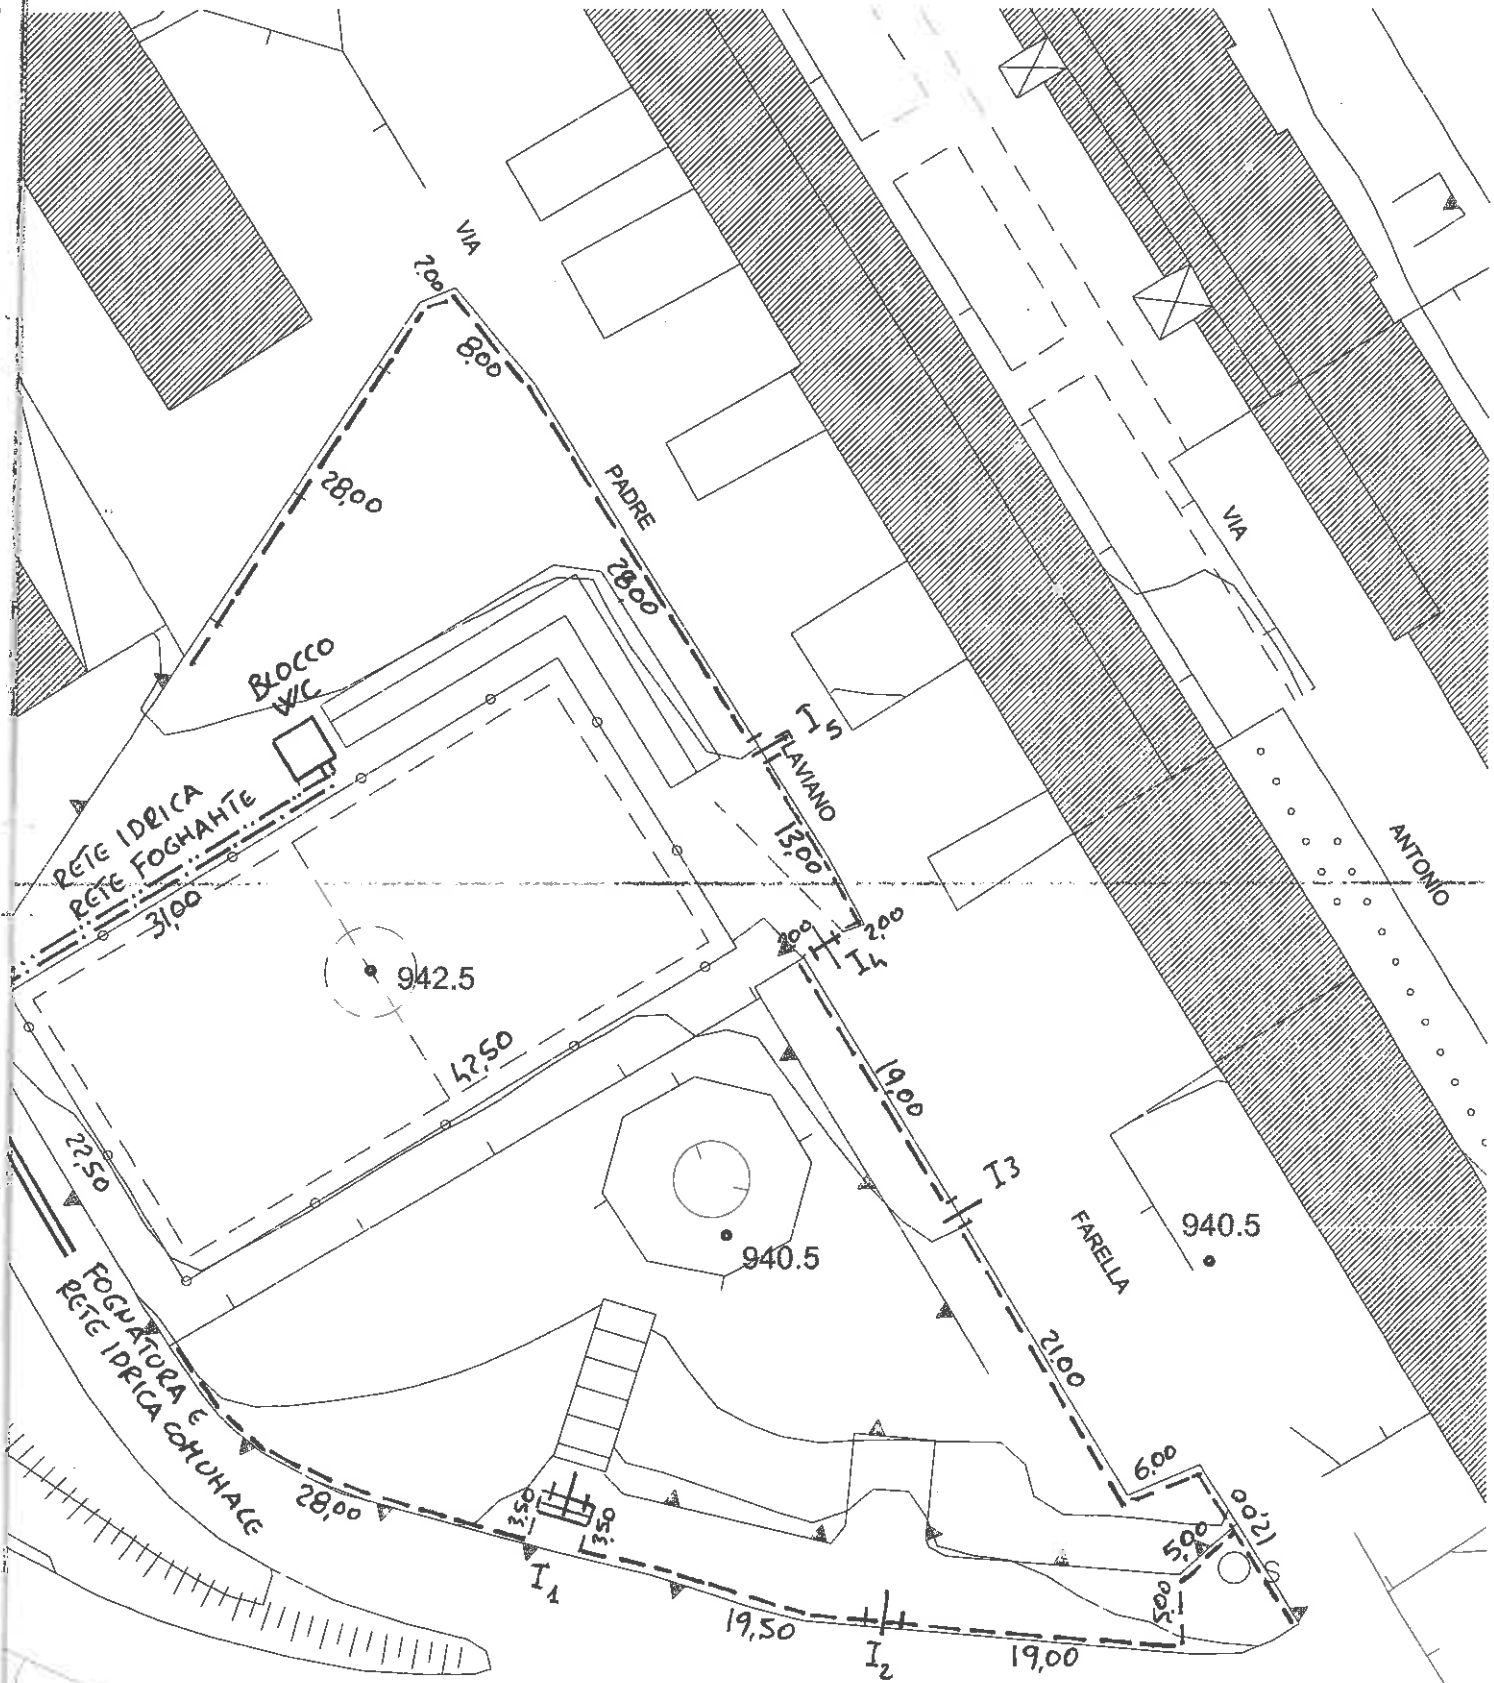 VIA
2,00
8,00
28,00
PADRE
28,00
VIA
BLOCCO
WC
I5
FLAVIANO
RETE IDRICA
RETE FOGNANTE
31,00
13,00
ANTONIO
2,00
2,00
I4
942.5
42,50
19,00
22,50
I3
FARELLA
940.5
940.5
FOGNATURA E
RETE IDRICA COMUNALE
21,00
6,00
12,00
28,00
3,50
3,50
5,00
S
I1
5,00
19,50
I2
19,00